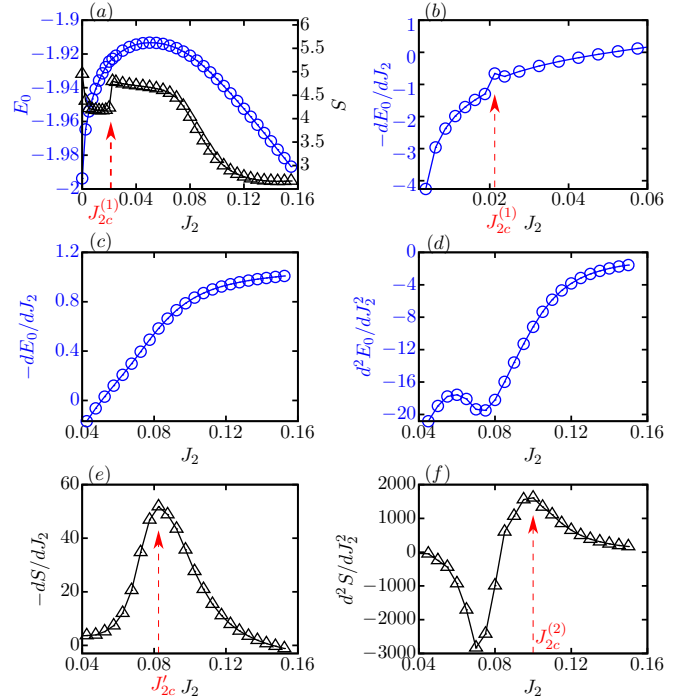 (a)
−1.9
−1.92
−1.94
−1.96
−1.98
−2
E₀
6
5.5
5
4.5
4
3.5
3
S
0 0.04 0.08 0.12 0.16
J₂c⁽¹⁾ J₂
(b)
1
0
−1
−2
−3
−4
−dE₀/dJ₂
0 0.02 0.04 0.06
J₂c⁽¹⁾ J₂
(c)
1.2
0.8
0.4
0
−dE₀/dJ₂
0.04 0.08 0.12 0.16
J₂
(d)
0
−4
−8
−12
−16
−20
d²E₀/dJ₂²
0.04 0.08 0.12 0.16
J₂
(e)
60
40
20
0
−dS/dJ₂
0.04 0.08 0.12 0.16
J′₂c J₂
(f)
2000
1000
0
−1000
−2000
−3000
d²S/dJ₂²
J₂c⁽²⁾
0.04 0.08 0.12 0.16
J₂